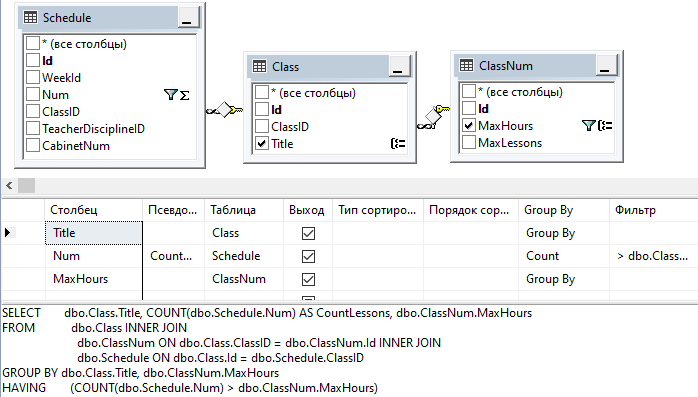 Schedule
* (все столбцы)
Id
WeekId
Num
ClassID
TeacherDisciplineID
CabinetNum
Class
* (все столбцы)
Id
ClassID
Title
ClassNum
* (все столбцы)
Id
MaxHours
MaxLessons
Столбец Псевдо... Таблица Выход Тип сортиро... Порядок сор... Group By Фильтр
Title Class Group By
Num Count... Schedule Count > dbo.Class...
MaxHours ClassNum Group By
SELECT dbo.Class.Title, COUNT(dbo.Schedule.Num) AS CountLessons, dbo.ClassNum.MaxHours
FROM dbo.Class INNER JOIN
dbo.ClassNum ON dbo.Class.ClassID = dbo.ClassNum.Id INNER JOIN
dbo.Schedule ON dbo.Class.Id = dbo.Schedule.ClassID
GROUP BY dbo.Class.Title, dbo.ClassNum.MaxHours
HAVING (COUNT(dbo.Schedule.Num) > dbo.ClassNum.MaxHours)